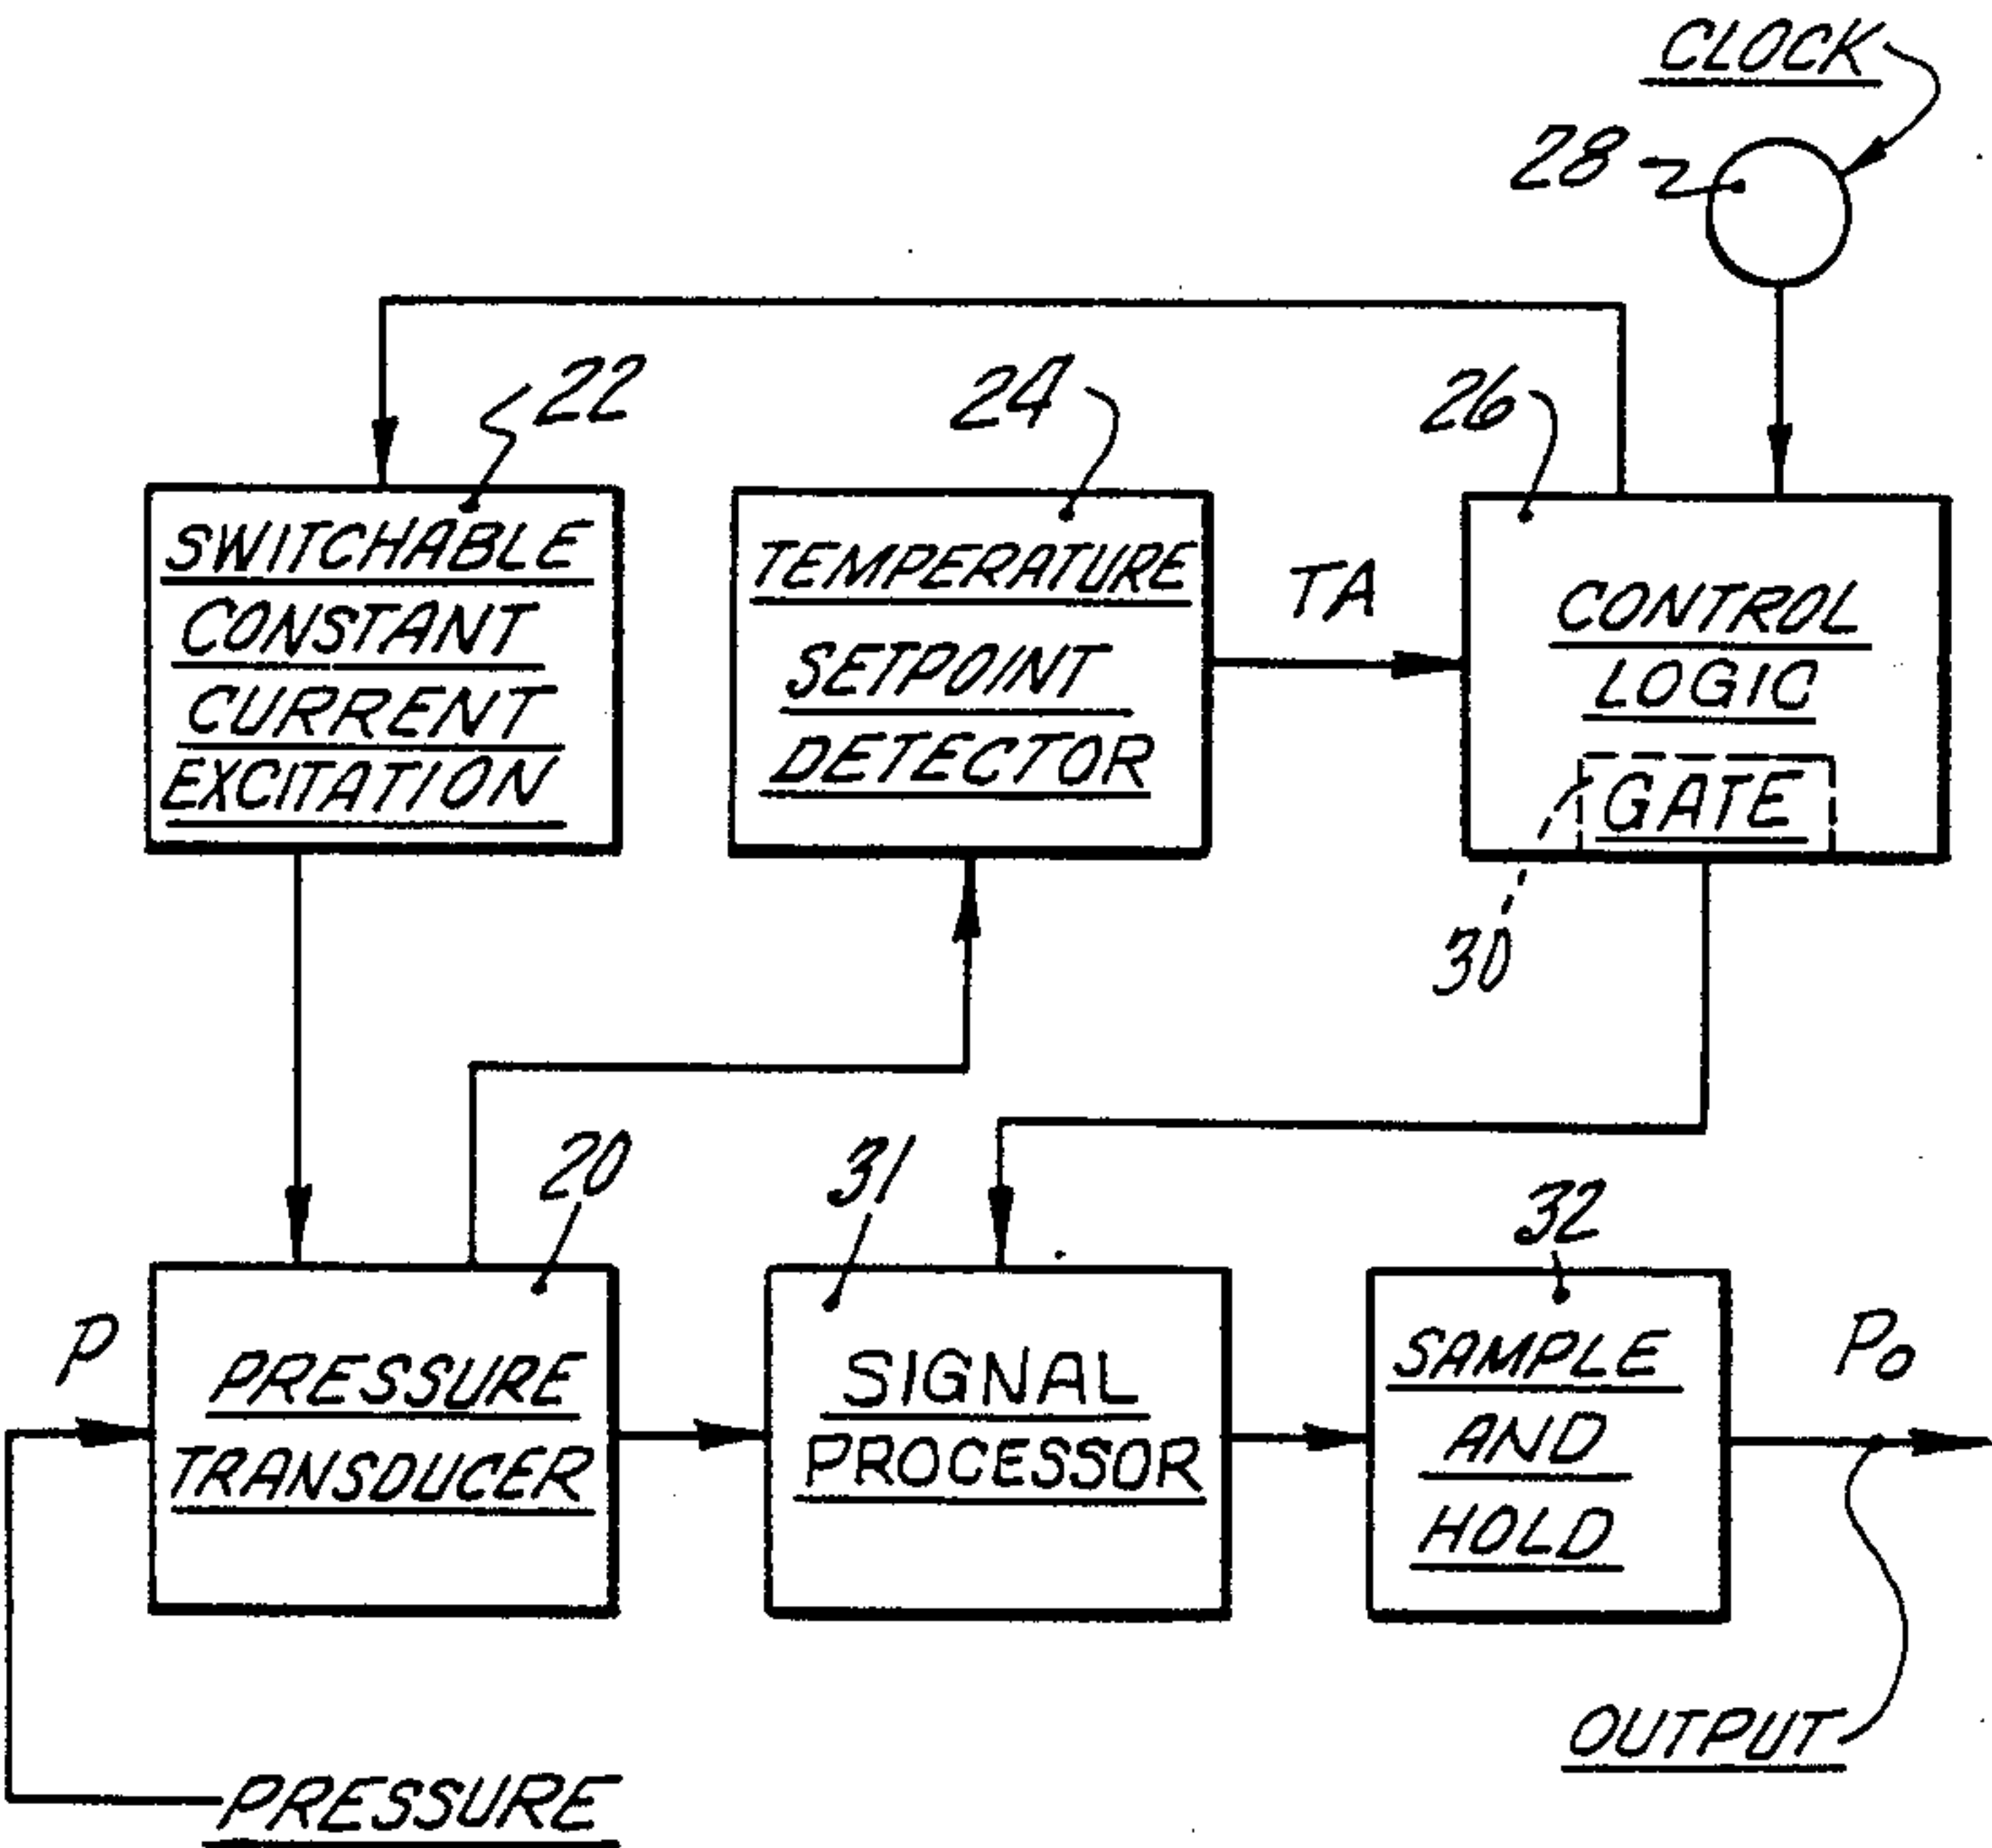 CLOCK
28
22
24
26
SWITCHABLE
CONSTANT
CURRENT
EXCITATION
TEMPERATURE
SETPOINT
DETECTOR
TA
CONTROL
LOGIC
GATE
30
20
31
32
P
PRESSURE
TRANSDUCER
SIGNAL
PROCESSOR
SAMPLE
AND
HOLD
Po
OUTPUT
PRESSURE